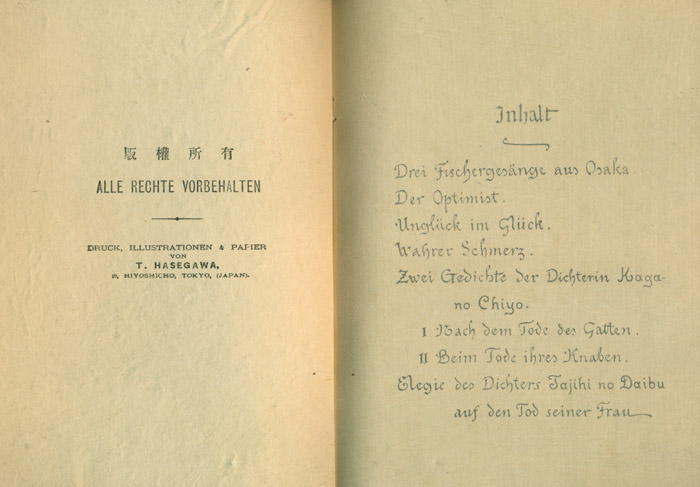 版權所有
ALLE RECHTE VORBEHALTEN
DRUCK, ILLUSTRATIONEN & PAPIER
VON
T. HASEGAWA,
10, HIYOSHICHO, TOKYO, (JAPAN).
Inhalt
Drei Fischergesänge aus Osaka.
Der Optimist.
Unglück im Glück.
Wahrer Schmerz.
Zwei Gedichte der Dichterin Kaga-
no Chiyo.
I Nach dem Tode des Gatten.
II Beim Tode ihres Knaben.
Elegie des Dichters Tajihi no Daibu
auf den Tod seiner Frau